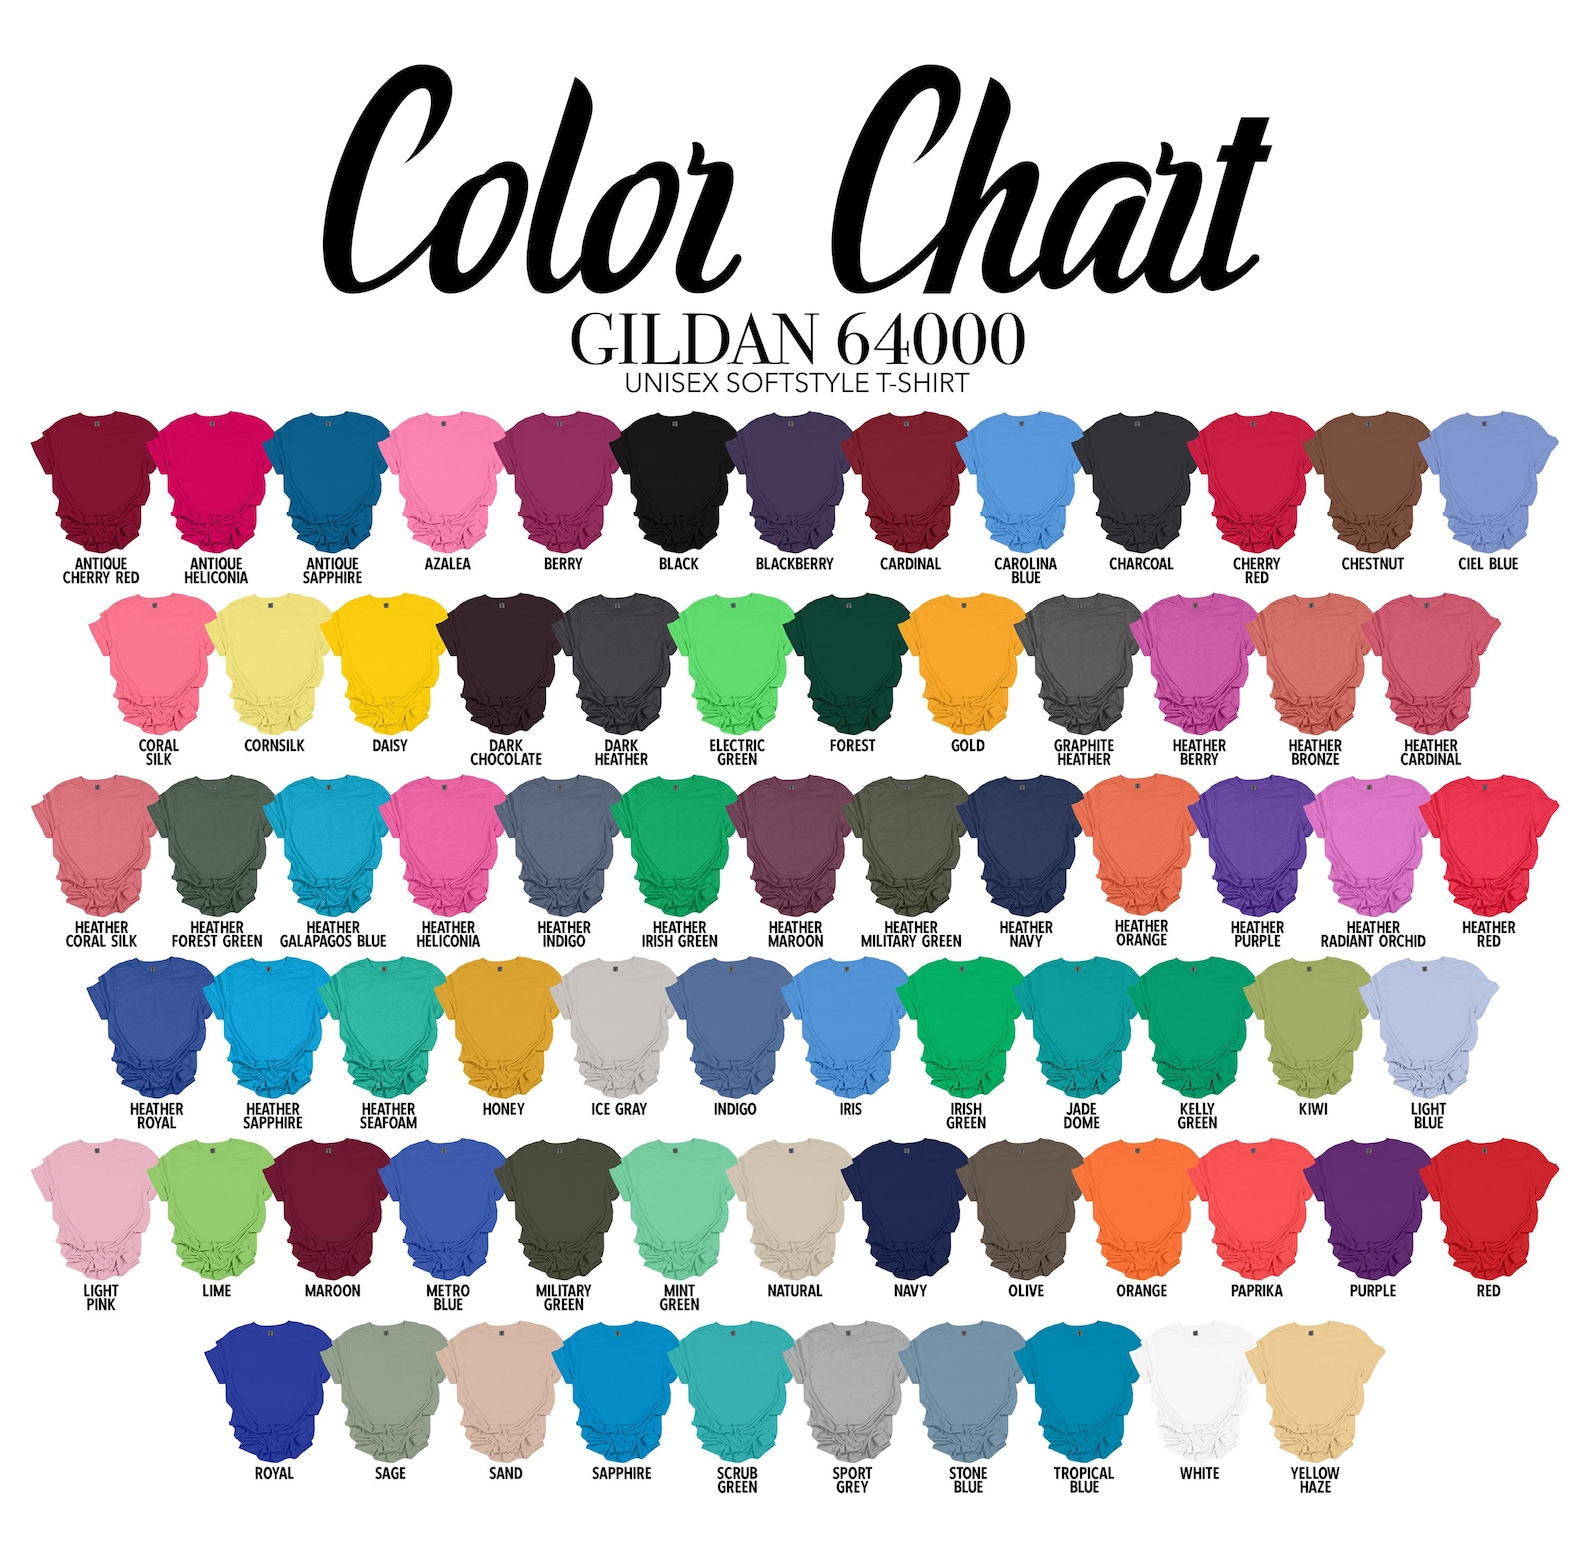 Color Chart
GILDAN 64000
UNISEX SOFTSTYLE T-SHIRT
ANTIQUE
CHERRY RED
ANTIQUE
HELICONIA
ANTIQUE
SAPPHIRE
AZALEA
BERRY
BLACK
BLACKBERRY
CARDINAL
CAROLINA
BLUE
CHARCOAL
CHERRY
RED
CHESTNUT
CIEL BLUE
CORAL
SILK
CORNSILK
DAISY
DARK
CHOCOLATE
DARK
HEATHER
ELECTRIC
GREEN
FOREST
GOLD
GRAPHITE
HEATHER
HEATHER
BERRY
HEATHER
BRONZE
HEATHER
CARDINAL
HEATHER
CORAL SILK
HEATHER
FOREST GREEN
HEATHER
GALAPAGOS BLUE
HEATHER
HELICONIA
HEATHER
INDIGO
HEATHER
IRISH GREEN
HEATHER
MAROON
HEATHER
MILITARY GREEN
HEATHER
NAVY
HEATHER
ORANGE
HEATHER
PURPLE
HEATHER
RADIANT ORCHID
HEATHER
RED
HEATHER
ROYAL
HEATHER
SAPPHIRE
HEATHER
SEAFOAM
HONEY
ICE GRAY
INDIGO
IRIS
IRISH
GREEN
JADE
DOME
KELLY
GREEN
KIWI
LIGHT
BLUE
LIGHT
PINK
LIME
MAROON
METRO
BLUE
MILITARY
GREEN
MINT
GREEN
NATURAL
NAVY
OLIVE
ORANGE
PAPRIKA
PURPLE
RED
ROYAL
SAGE
SAND
SAPPHIRE
SCRUB
GREEN
SPORT
GREY
STONE
BLUE
TROPICAL
BLUE
WHITE
YELLOW
HAZE